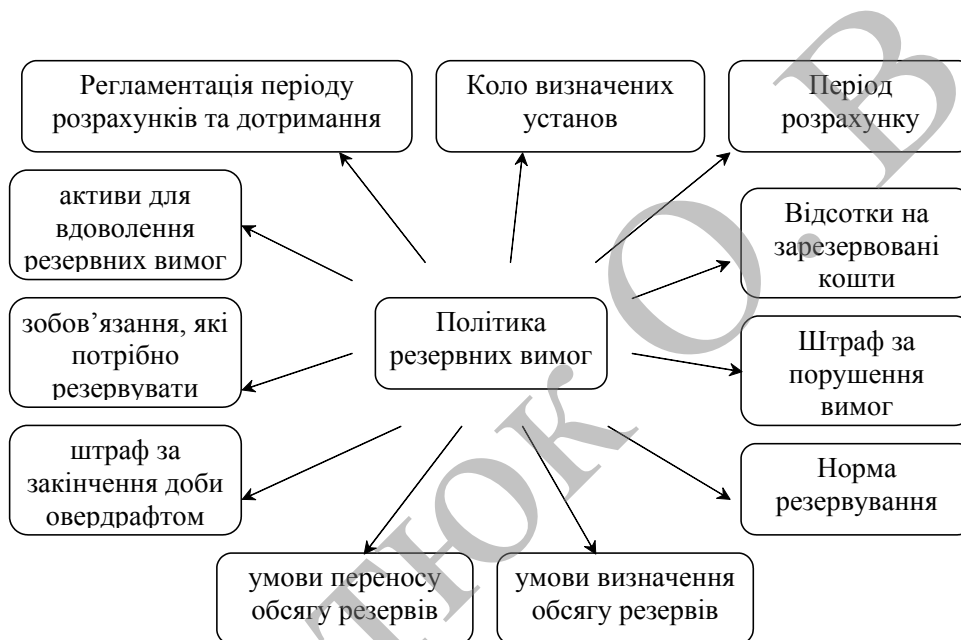 Регламентація періоду
розрахунків та дотримання
Коло визначених
установ
Період
розрахунку
активи для
вдоволення
резервних вимог
Відсотки на
зарезервовані
кошти
зобов’язання, які
потрібно
резервувати
Політика
резервних вимог
Штраф за
порушення
вимог
штраф за
закінчення доби
овердрафтом
Норма
резервування
умови переносу
обсягу резервів
умови визначення
обсягу резервів
ТЮК О. В